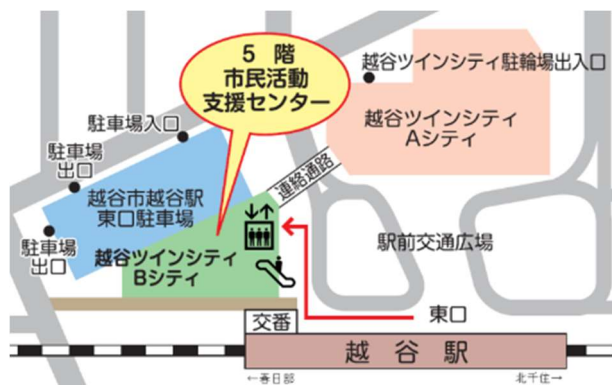 5 階
市民活動
支援センター
越谷ツインシティ駐輪場出入口
越谷ツインシティ
Aシティ
駐車場入口
駐車場
出口
越谷市越谷駅
東口駐車場
連絡通路
駐車場
出口
越谷ツインシティ
Bシティ
駅前交通広場
交番
東口
越谷駅
←春日部
北千住→